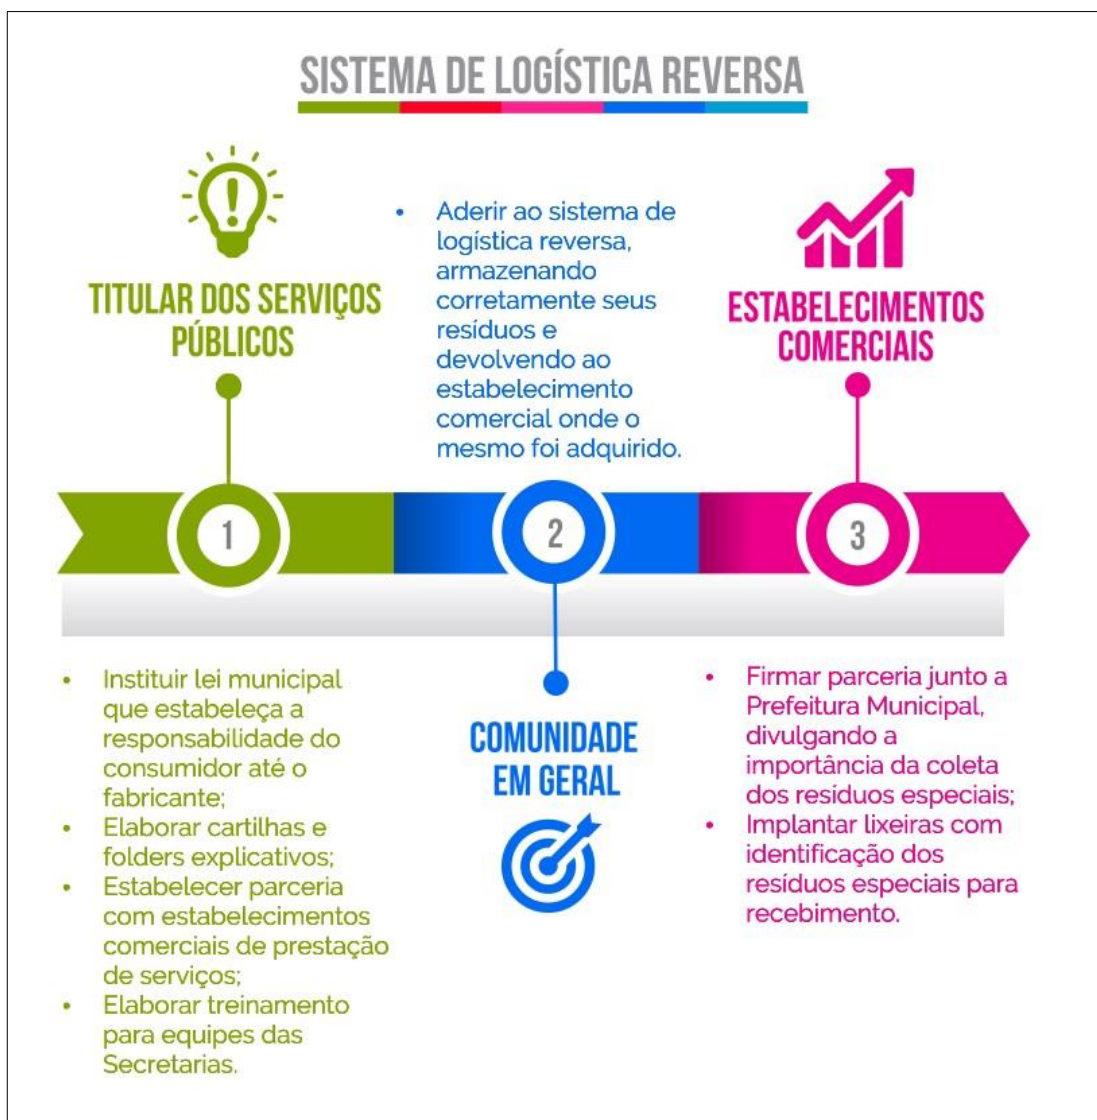 SISTEMA DE LOGÍSTICA REVERSA
TITULAR DOS SERVIÇOS
PÚBLICOS
1
• Instituir lei municipal
que estabeleça a
responsabilidade do
consumidor até o
fabricante;
• Elaborar cartilhas e
folders explicativos;
• Estabelecer parceria
com estabelecimentos
comerciais de prestação
de serviços;
• Elaborar treinamento
para equipes das
Secretarias.
• Aderir ao sistema de
logística reversa,
armazenando
corretamente seus
resíduos e
devolvendo ao
estabelecimento
comercial onde o
mesmo foi adquirido.
2
COMUNIDADE
EM GERAL
ESTABELECIMENTOS
COMERCIAIS
3
• Firmar parceria junto a
Prefeitura Municipal,
divulgando a
importância da coleta
dos resíduos especiais;
• Implantar lixeiras com
identificação dos
resíduos especiais para
recebimento.